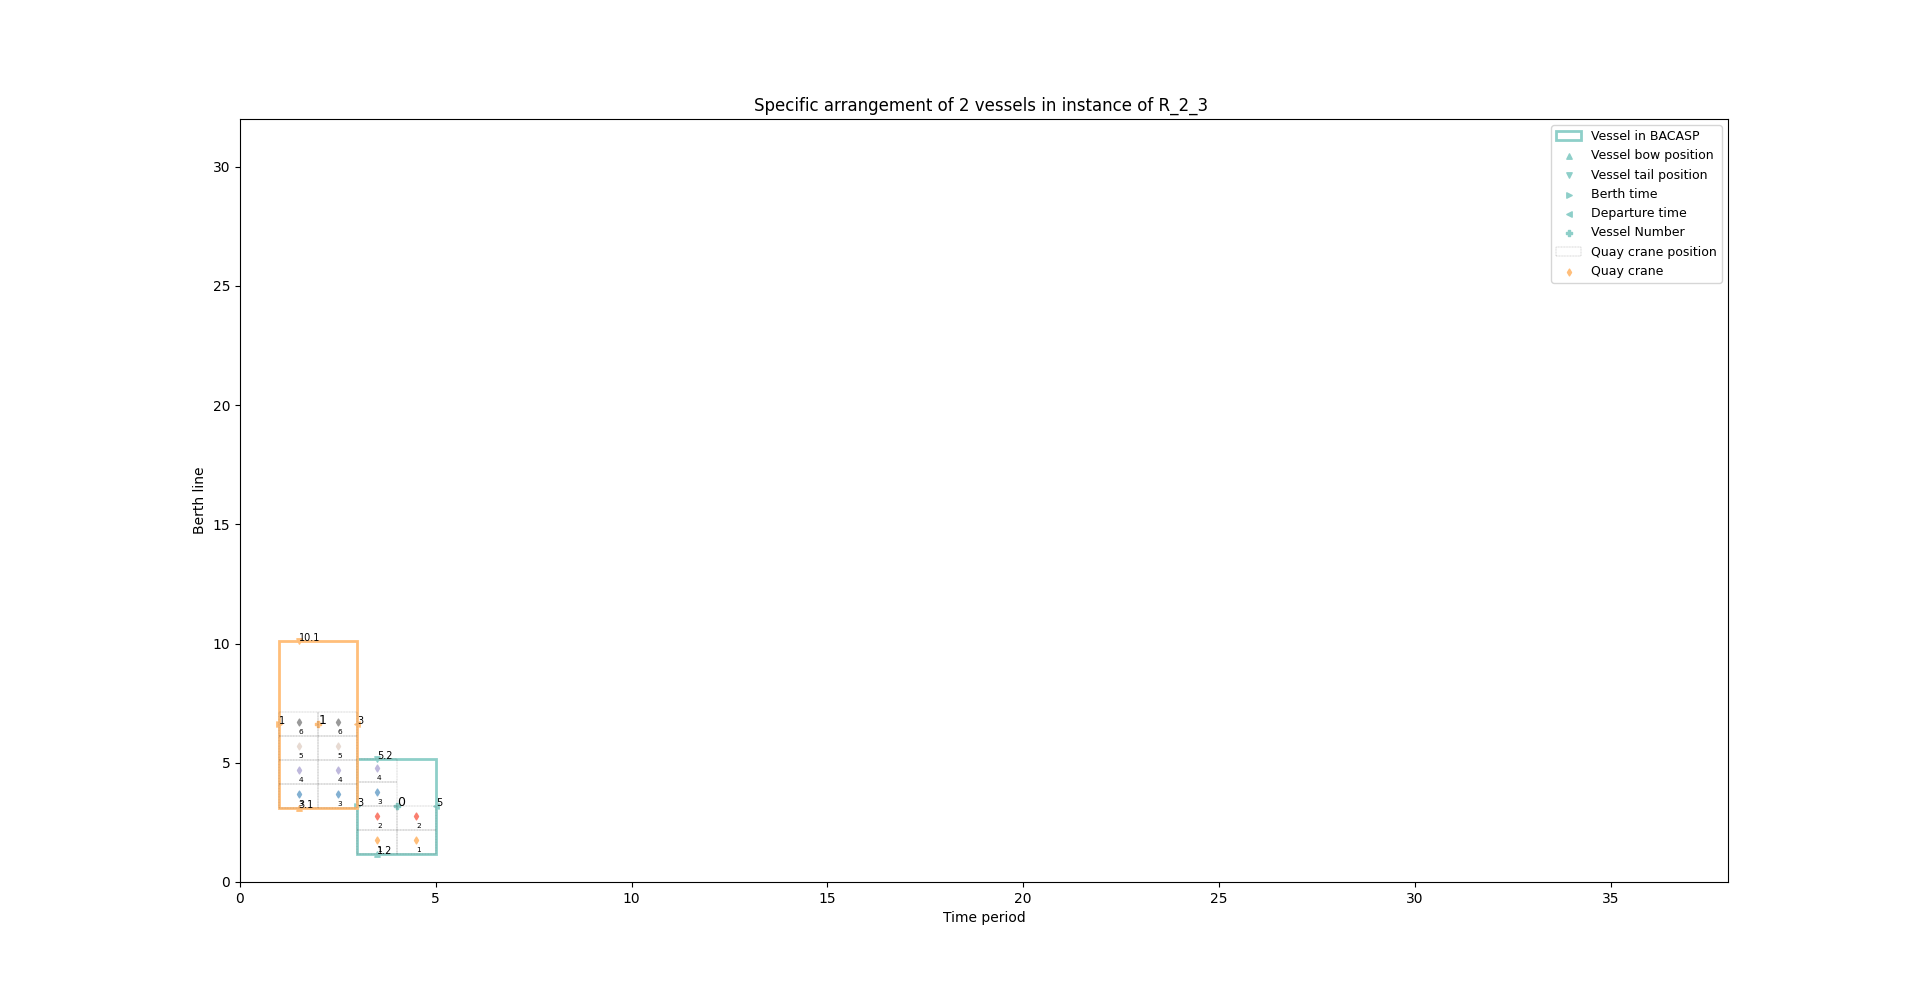 Specific arrangement of 2 vessels in instance of R_2_3
Vessel in BACASP
Vessel bow position
Vessel tail position
Berth time
Departure time
Vessel Number
Quay crane position
Quay crane
Berth line
30
25
20
15
10
5
0
10.1
1 1 3
6 6
5 5
4 4
3 3
3.1
5.2
4
3
3 0 5
2 2
1 1
1.2
0 5 10 15 20 25 30 35
Time period